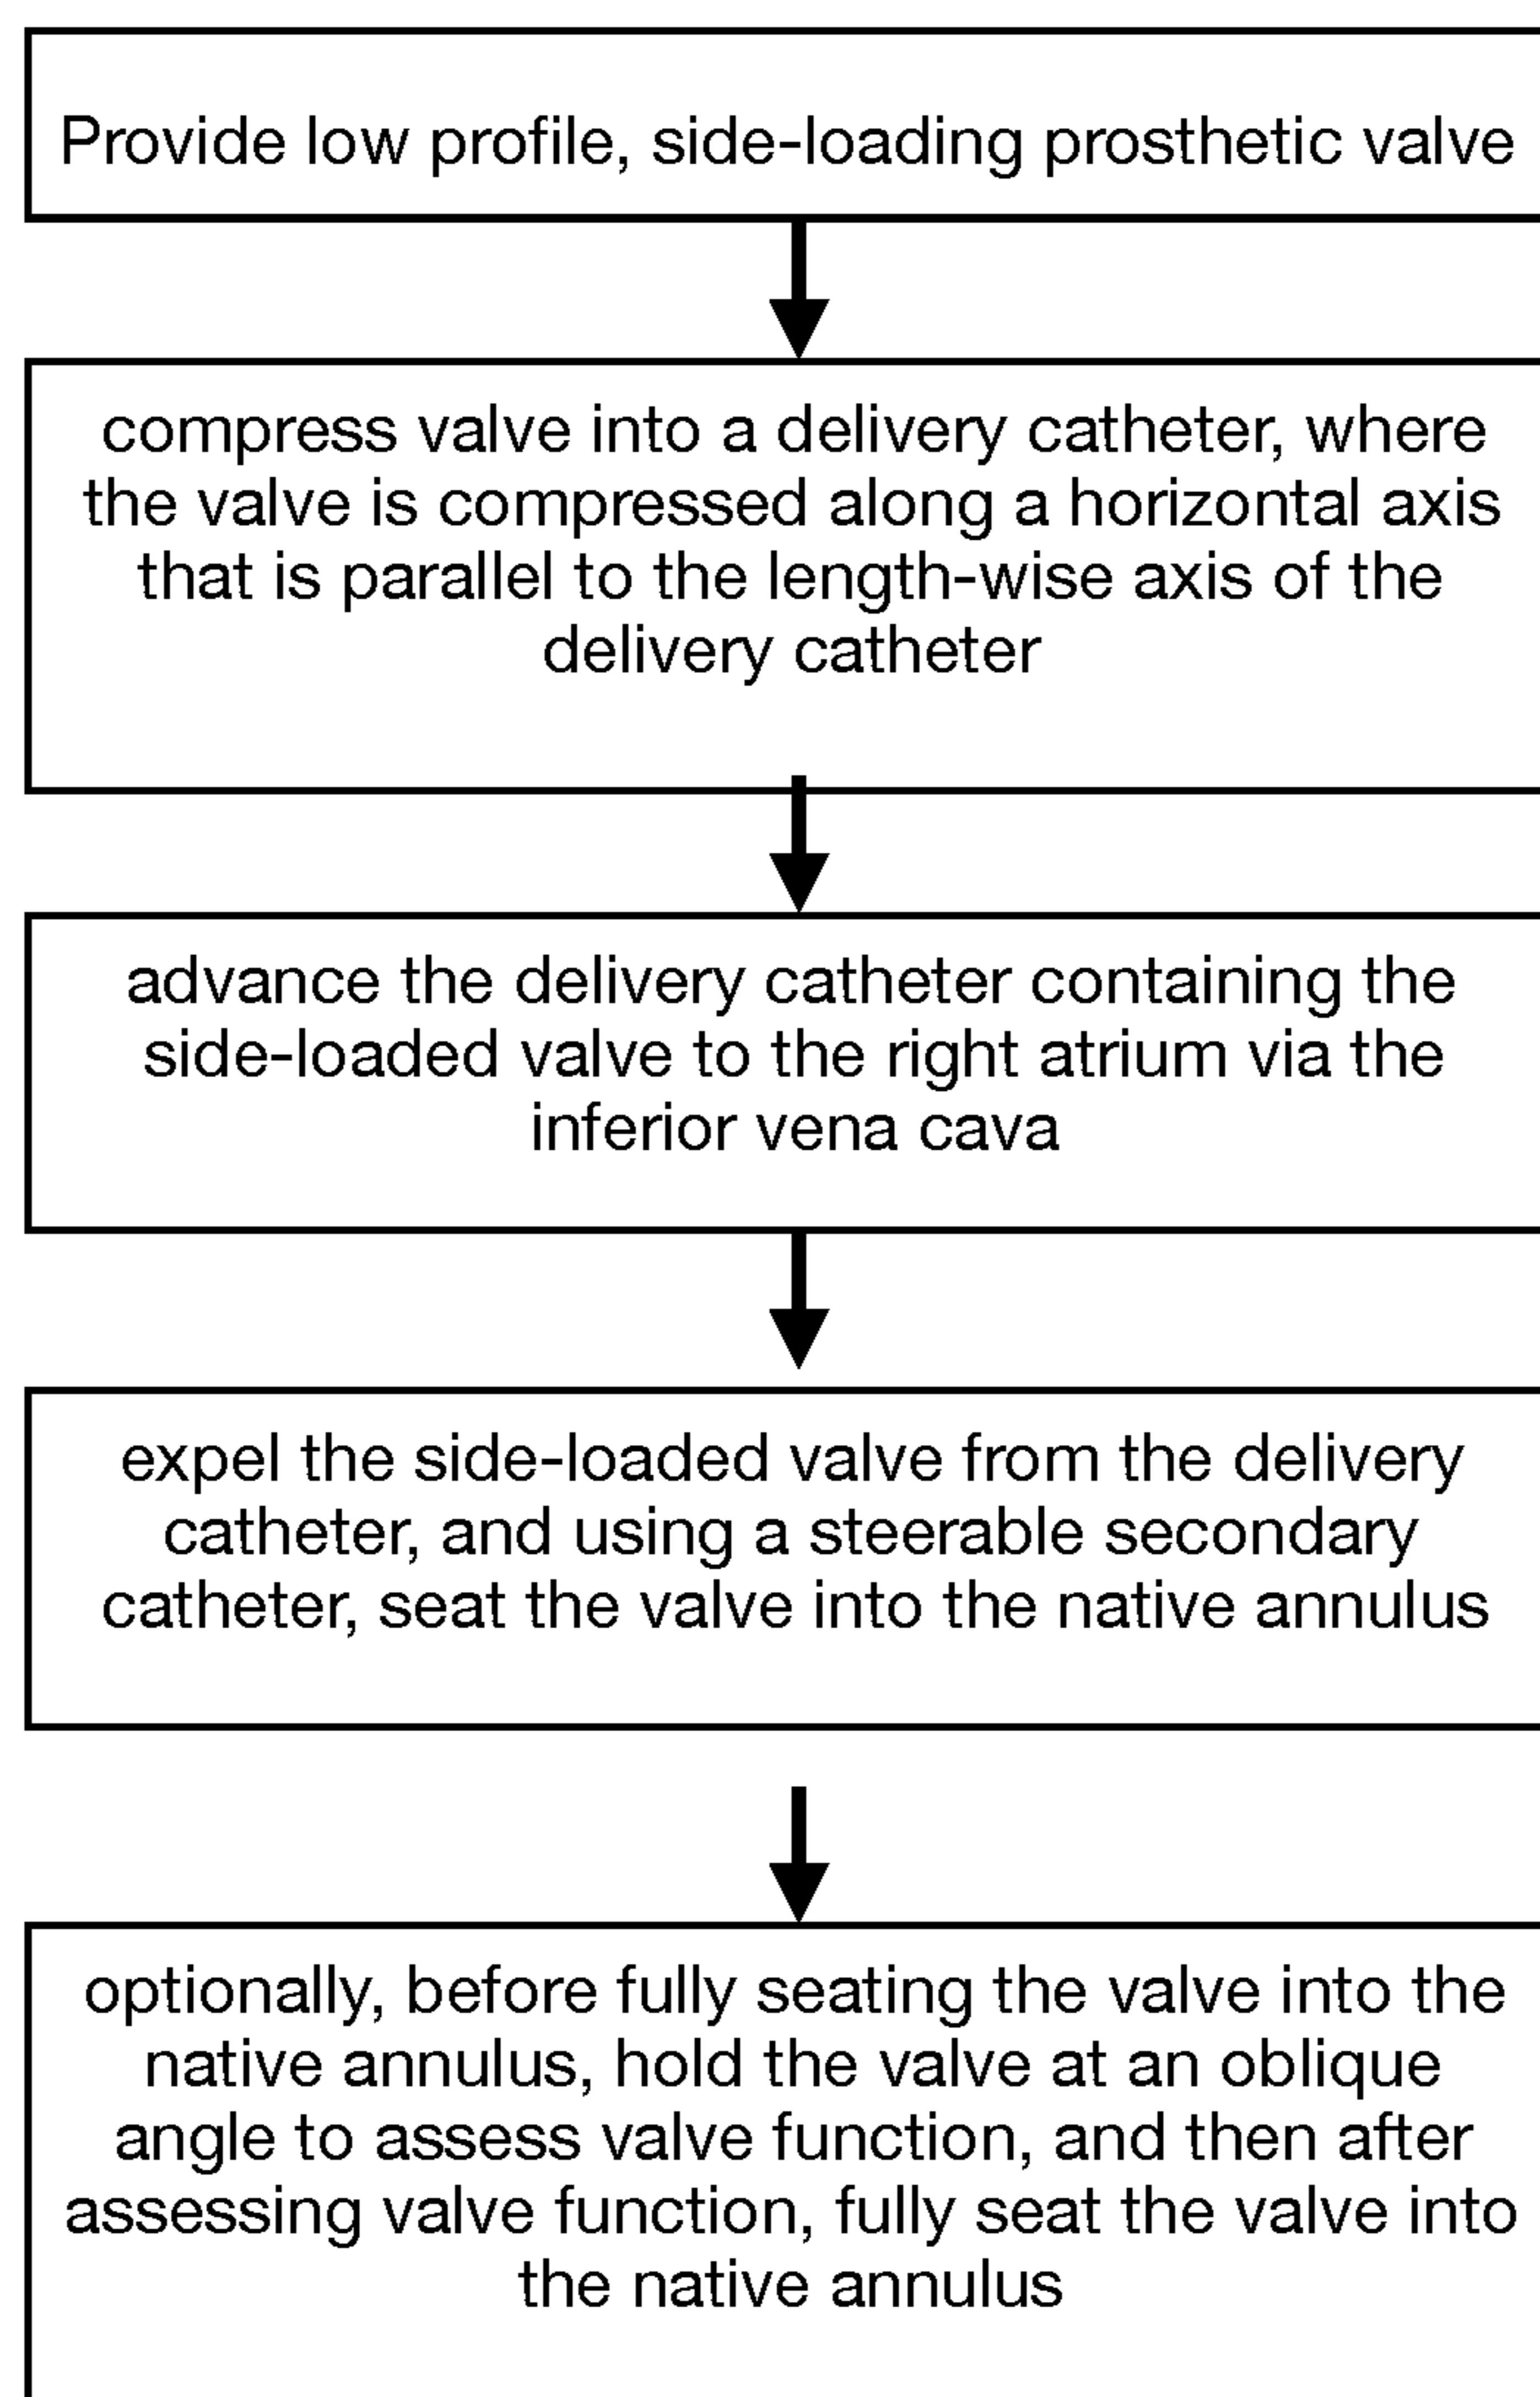 Provide low profile, side-loading prosthetic valve
compress valve into a delivery catheter, where
the valve is compressed along a horizontal axis
that is parallel to the length-wise axis of the
delivery catheter
advance the delivery catheter containing the
side-loaded valve to the right atrium via the
inferior vena cava
expel the side-loaded valve from the delivery
catheter, and using a steerable secondary
catheter, seat the valve into the native annulus
optionally, before fully seating the valve into the
native annulus, hold the valve at an oblique
angle to assess valve function, and then after
assessing valve function, fully seat the valve into
the native annulus